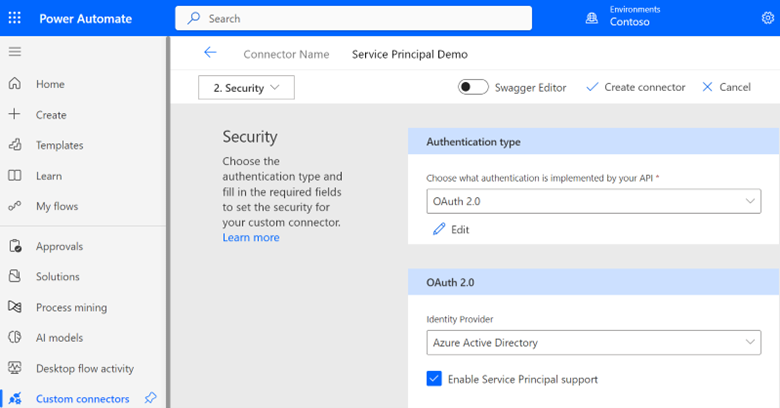 Power Automate
Search
Environments
Contoso
Home
Create
Templates
Learn
My flows
Approvals
Solutions
Process mining
AI models
Desktop flow activity
Custom connectors
Connector Name
Service Principal Demo
2. Security
Swagger Editor
Create connector
Cancel
Security
Choose the
authentication type and
fill in the required fields
to set the security for
your custom connector.
Learn more
Authentication type
Choose what authentication is implemented by your API *
OAuth 2.0
Edit
OAuth 2.0
Identity Provider
Azure Active Directory
Enable Service Principal support